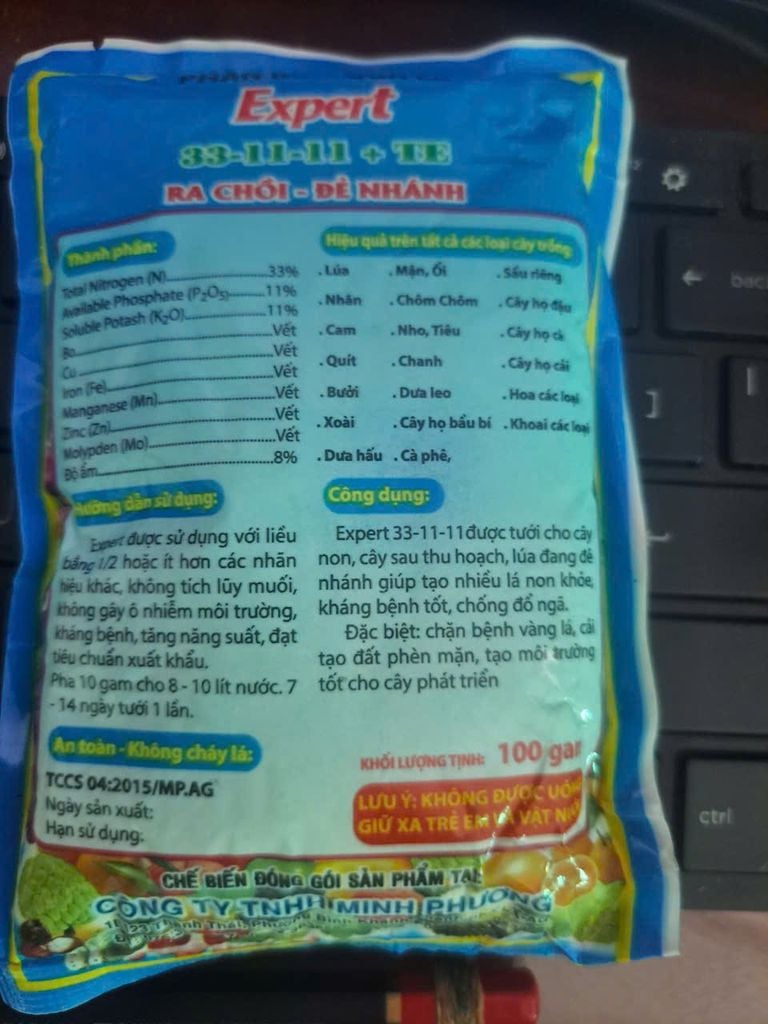 Expert
33-11-11 + TE
RA CHỒI - ĐẺ NHÁNH
Thành phần:
Total Nitrogen (N)..............33%
Available Phosphate (P₂O₅)..............11%
Soluble Potash (K₂O)..............11%
Bo..............Vết
Cu..............Vết
Iron (Fe)..............Vết
Manganese (Mn)..............Vết
Zinc (Zn)..............Vết
Molypden (Mo)..............Vết
Độ ẩm..............8%
Hiệu quả trên tất cả các loại cây trồng
. Lúa . Mận, Ổi . Sầu riêng
. Nhãn . Chôm Chôm . Cây họ đậu
. Cam . Nho, Tiêu . Cây họ cà
. Quít . Chanh . Cây họ cải
. Bưởi . Dưa leo . Hoa các loại
. Xoài . Cây họ bầu bí . Khoai các loại
. Dưa hấu . Cà phê,
Hướng dẫn sử dụng:
Expert được sử dụng với liều
bằng 1/2 hoặc ít hơn các nhãn
hiệu khác, không tích lũy muối,
không gây ô nhiễm môi trường,
kháng bệnh, tăng năng suất, đạt
tiêu chuẩn xuất khẩu.
Pha 10 gam cho 8 - 10 lít nước. 7
- 14 ngày tưới 1 lần.
Công dụng:
Expert 33-11-11 được tưới cho cây
non, cây sau thu hoạch, lúa đang đẻ
nhánh giúp tạo nhiều lá non khỏe,
kháng bệnh tốt, chống đổ ngã.
Đặc biệt: chặn bệnh vàng lá, cải
tạo đất phèn mặn, tạo môi trường
tốt cho cây phát triển
An toàn - Không cháy lá:
TCCS 04:2015/MP.AG
Ngày sản xuất:
Hạn sử dụng:
KHỐI LƯỢNG TỊNH: 100 gam
LƯU Ý: KHÔNG ĐƯỢC UỐNG
GIỮ XA TRẺ EM VÀ VẬT NUÔI
CHẾ BIẾN ĐÓNG GÓI SẢN PHẨM TẠI:
CÔNG TY TNHH MINH PHƯƠNG
Thành Thái, Phường Bình Khánh
ctrl